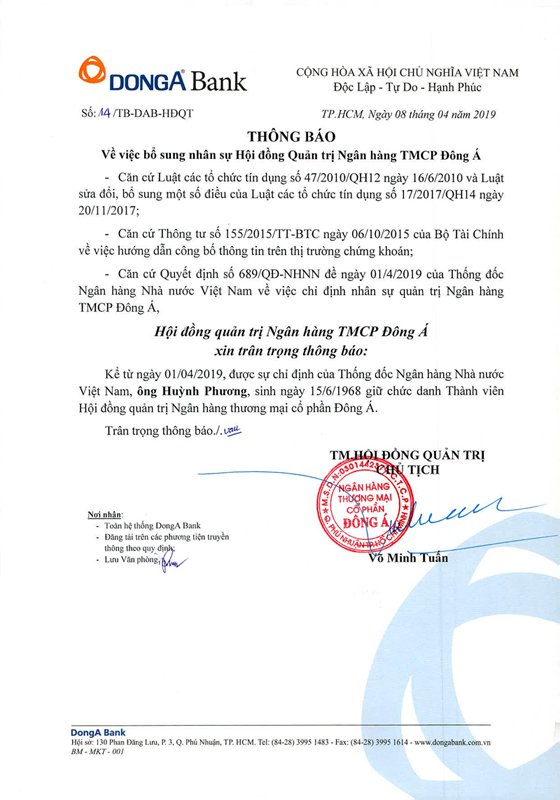 DONGA Bank
CỘNG HÒA XÃ HỘI CHỦ NGHĨA VIỆT NAM
Độc Lập - Tự Do - Hạnh Phúc
Số: 14 /TB-DAB-HĐQT
TP.HCM, Ngày 08 tháng 04 năm 2019
THÔNG BÁO
Về việc bổ sung nhân sự Hội đồng Quản trị Ngân hàng TMCP Đông Á
- Căn cứ Luật các tổ chức tín dụng số 47/2010/QH12 ngày 16/6/2010 và Luật
sửa đổi, bổ sung một số điều của Luật các tổ chức tín dụng số 17/2017/QH14 ngày
20/11/2017;
- Căn cứ Thông tư số 155/2015/TT-BTC ngày 06/10/2015 của Bộ Tài Chính
về việc hướng dẫn công bố thông tin trên thị trường chứng khoán;
- Căn cứ Quyết định số 689/QĐ-NHNN đề ngày 01/4/2019 của Thống đốc
Ngân hàng Nhà nước Việt Nam về việc chỉ định nhân sự quản trị Ngân hàng
TMCP Đông Á,
Hội đồng quản trị Ngân hàng TMCP Đông Á
xin trân trọng thông báo:
Kể từ ngày 01/04/2019, được sự chỉ định của Thống đốc Ngân hàng Nhà nước
Việt Nam, ông Huỳnh Phương, sinh ngày 15/6/1968 giữ chức danh Thành viên
Hội đồng quản trị Ngân hàng thương mại cổ phần Đông Á.
Trân trọng thông báo./.
TM.HỘI ĐỒNG QUẢN TRỊ
CHỦ TỊCH
NGÂN HÀNG
THƯƠNG MẠI
CỔ PHẦN
ĐÔNG Á
Q. PHÚ NHUẬN TP. HỒ CHÍ MINH
Võ Minh Tuấn
Nơi nhận:
- Toàn hệ thống DongA Bank
- Đăng tải trên các phương tiện truyền
thông theo quy định;
- Lưu Văn phòng.
DongA Bank
Hội sở: 130 Phan Đăng Lưu, P. 3, Q. Phú Nhuận, TP. HCM. Tel: (84-28) 3995 1483 - Fax: (84-28) 3995 1614 - www.dongabank.com.vn
BM - MKT - 001